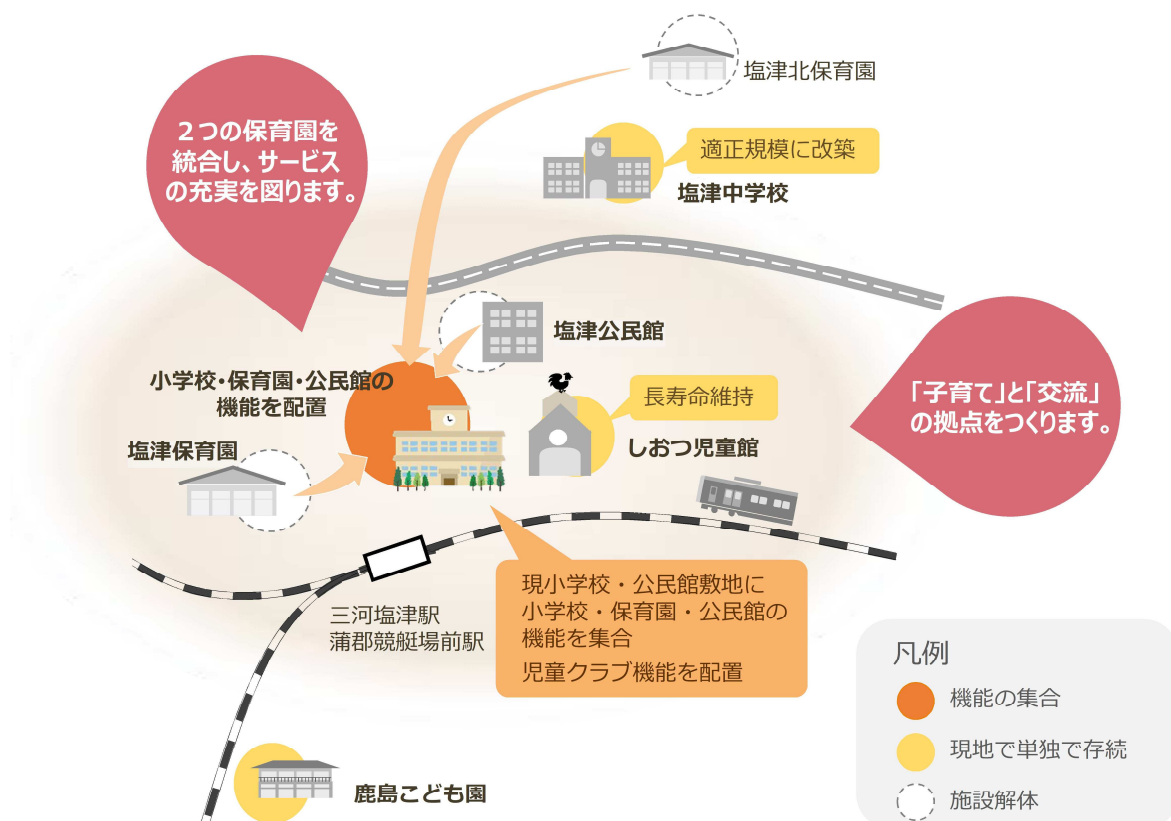 塩津北保育園
２つの保育園を
統合し、サービス
の充実を図ります。
適正規模に改築
塩津中学校
塩津公民館
小学校・保育園・公民館の
機能を配置
長寿命維持
しおつ児童館
「子育て」と「交流」
の拠点をつくります。
塩津保育園
現小学校・公民館敷地に
小学校・保育園・公民館の
機能を集合
児童クラブ機能を配置
三河塩津駅
蒲郡競艇場前駅
鹿島こども園
凡例
機能の集合
現地で単独で存続
施設解体